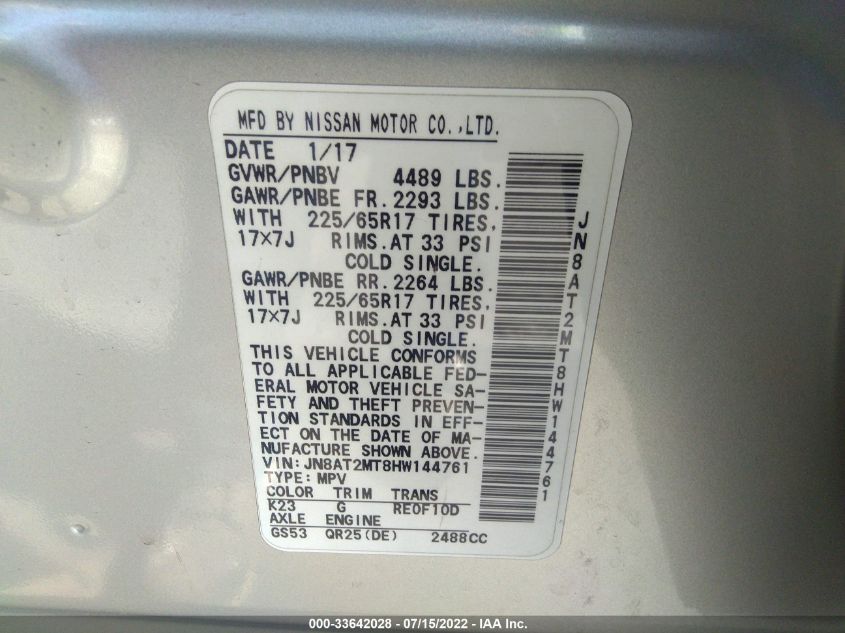 MFD BY NISSAN MOTOR CO.,LTD.
DATE 1/17
GVWR/PNBV 4489 LBS.
GAWR/PNBE FR. 2293 LBS.
WITH 225/65R17 TIRES,
17×7J RIMS.AT 33 PSI
COLD SINGLE.
GAWR/PNBE RR. 2264 LBS.
WITH 225/65R17 TIRES,
17×7J RIMS.AT 33 PSI
COLD SINGLE.
THIS VEHICLE CONFORMS
TO ALL APPLICABLE FED-
ERAL MOTOR VEHICLE SA-
FETY AND THEFT PREVEN-
TION STANDARDS IN EFF-
ECT ON THE DATE OF MA-
NUFACTURE SHOWN ABOVE.
VIN: JN8AT2MT8HW144761
TYPE: MPV
COLOR TRIM TRANS
K23 G RE0F10D
AXLE ENGINE
GS53 QR25(DE) 2488CC
JN8AT2MT8HW144761
000-33642028 - 07/15/2022 - IAA Inc.